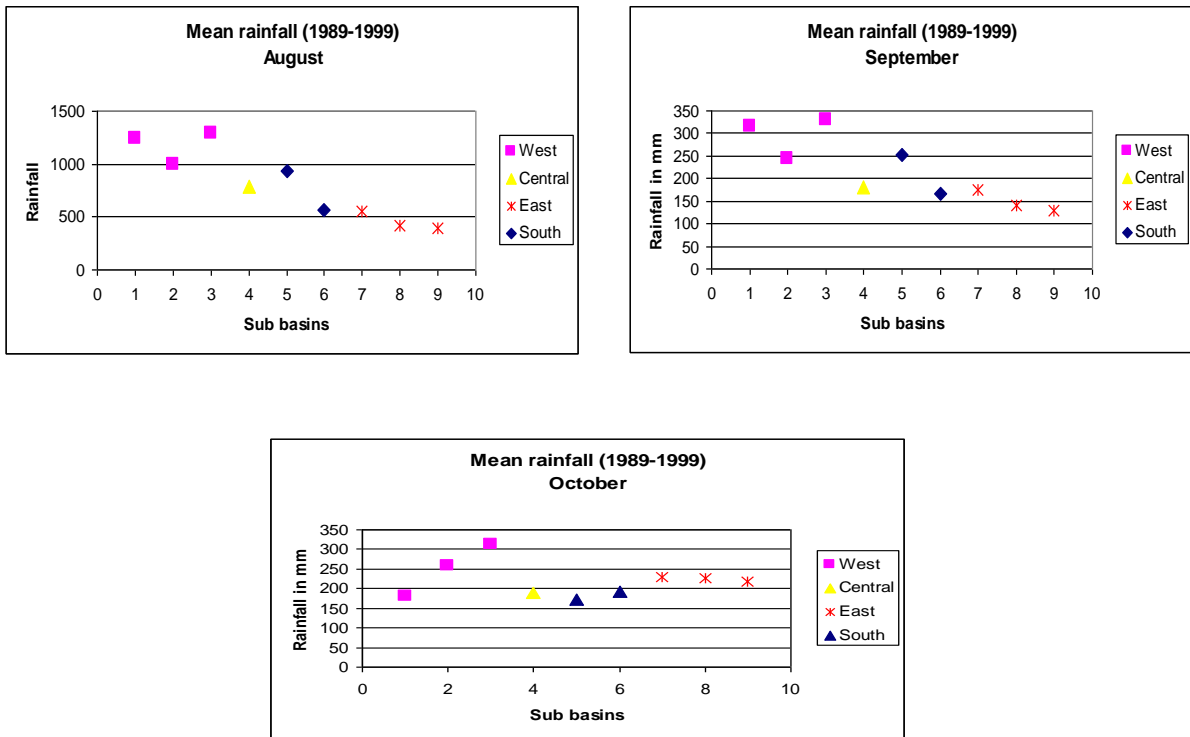 Mean rainfall (1989-1999)
August
1500
1000
500
0
Rainfall
0 1 2 3 4 5 6 7 8 9 10
Sub basins
West
Central
East
South
Mean rainfall (1989-1999)
September
350
300
250
200
150
100
50
0
Rainfall in mm
0 1 2 3 4 5 6 7 8 9 10
Sub basins
West
Central
East
South
Mean rainfall (1989-1999)
October
350
300
250
200
150
100
50
0
Rainfall in mm
0 2 4 6 8 10
Sub basins
West
Central
East
South